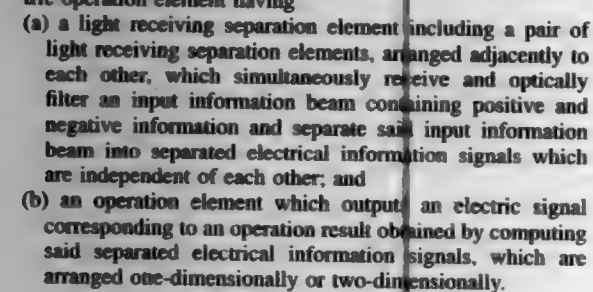 the operation element having
(a) a light receiving separation element including a pair of
light receiving separation elements, arranged adjacently to
each other, which simultaneously receive and optically
filter an input information beam containing positive and
negative information and separate said input information
beam into separated electrical information signals which
are independent of each other; and
(b) an operation element which outputs an electric signal
corresponding to an operation result obtained by computing
said separated electrical information signals, which are
arranged one-dimensionally or two-dimensionally.